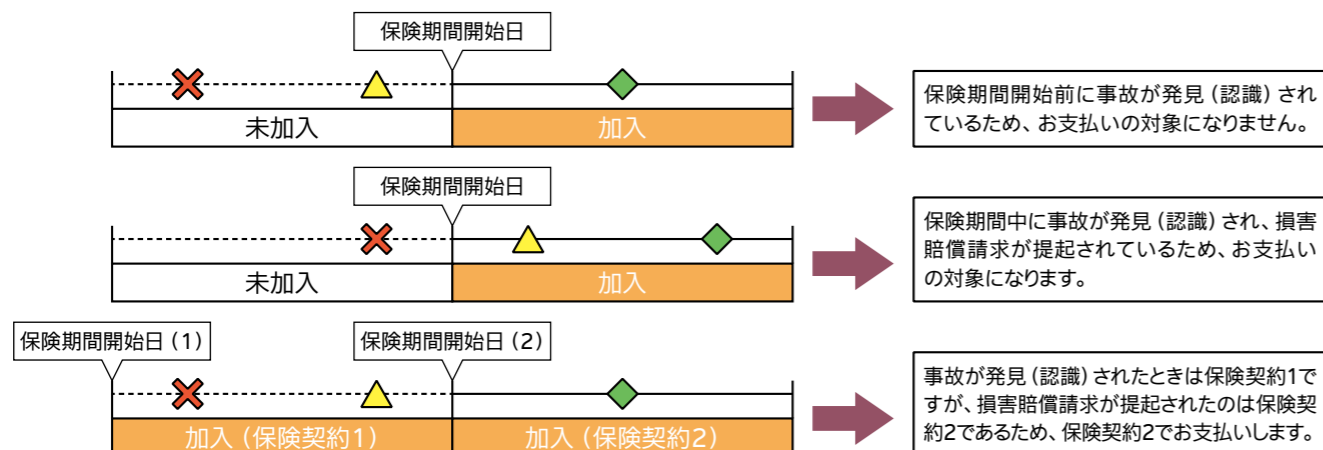 保険期間開始日
未加入
加入
保険期間開始前に事故が発見（認識）され
ているため、お支払いの対象になりません。
保険期間開始日
未加入
加入
保険期間中に事故が発見（認識）され、損害
賠償請求が提起されているため、お支払い
の対象になります。
保険期間開始日（1）
保険期間開始日（2）
加入（保険契約1）
加入（保険契約2）
事故が発見（認識）されたときは保険契約1で
すが、損害賠償請求が提起されたのは保険契
約2であるため、保険契約2でお支払いします。